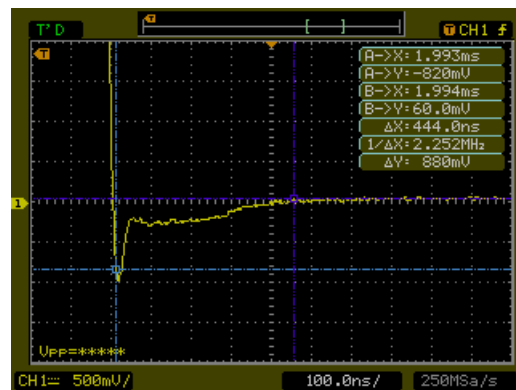 T'D
T
T CH1
T
A->X: 1.993ms
A->Y:-820mV
B->X: 1.994ms
B->Y: 60.0mV
ΔX: 444.0ns
1/ΔX: 2.252MHz
ΔY: 880mV
1
Vpp=*****
CH1 500mV/ 100.0ns/ 250MSa/s